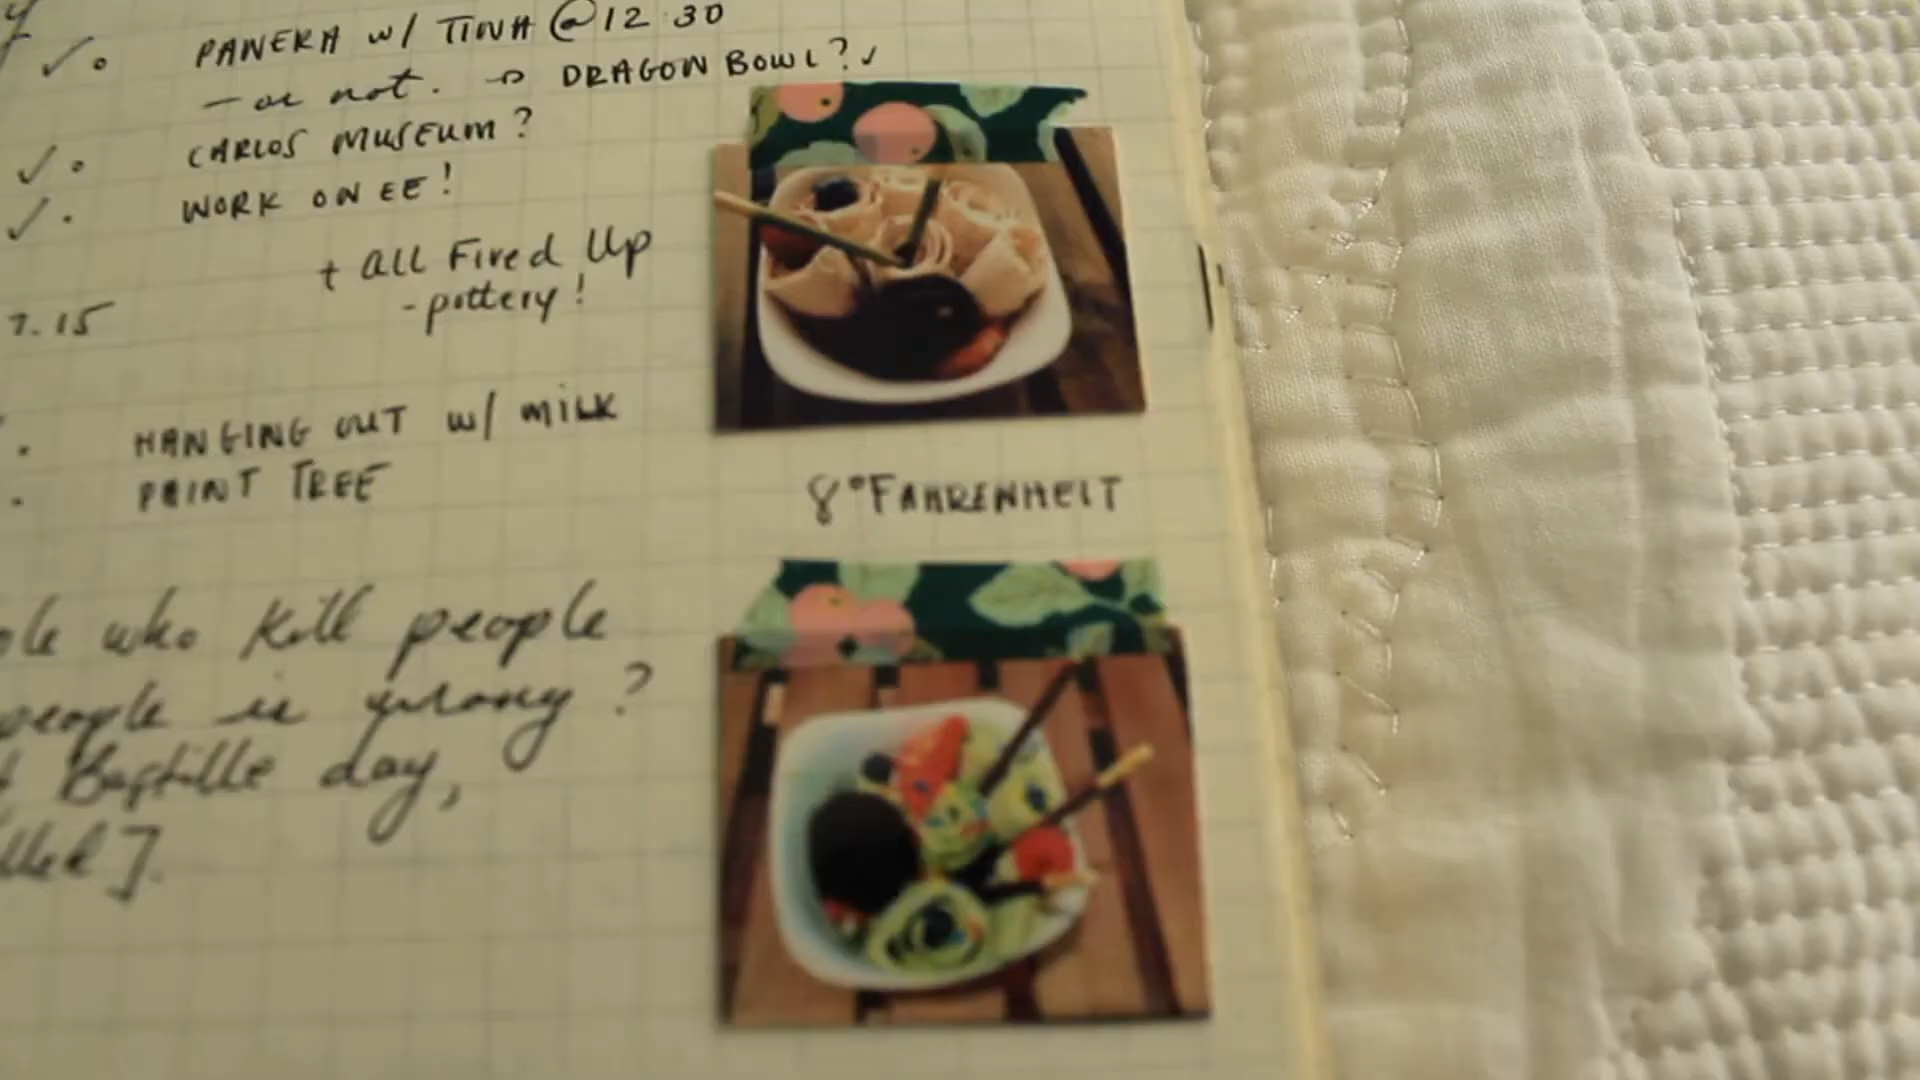 ✓• PANERA w/ TINA @ 12 30
— or not. → DRAGON BOWL? ✓
✓• CARLOS MUSEUM?
✓• WORK ON EE!
+ all Fired Up
- pottery!
7.15
• HANGING OUT w/ MILK
• PAINT TREE
8° FAHRENHEIT
who kill people
people is wrong?
Bastille day,